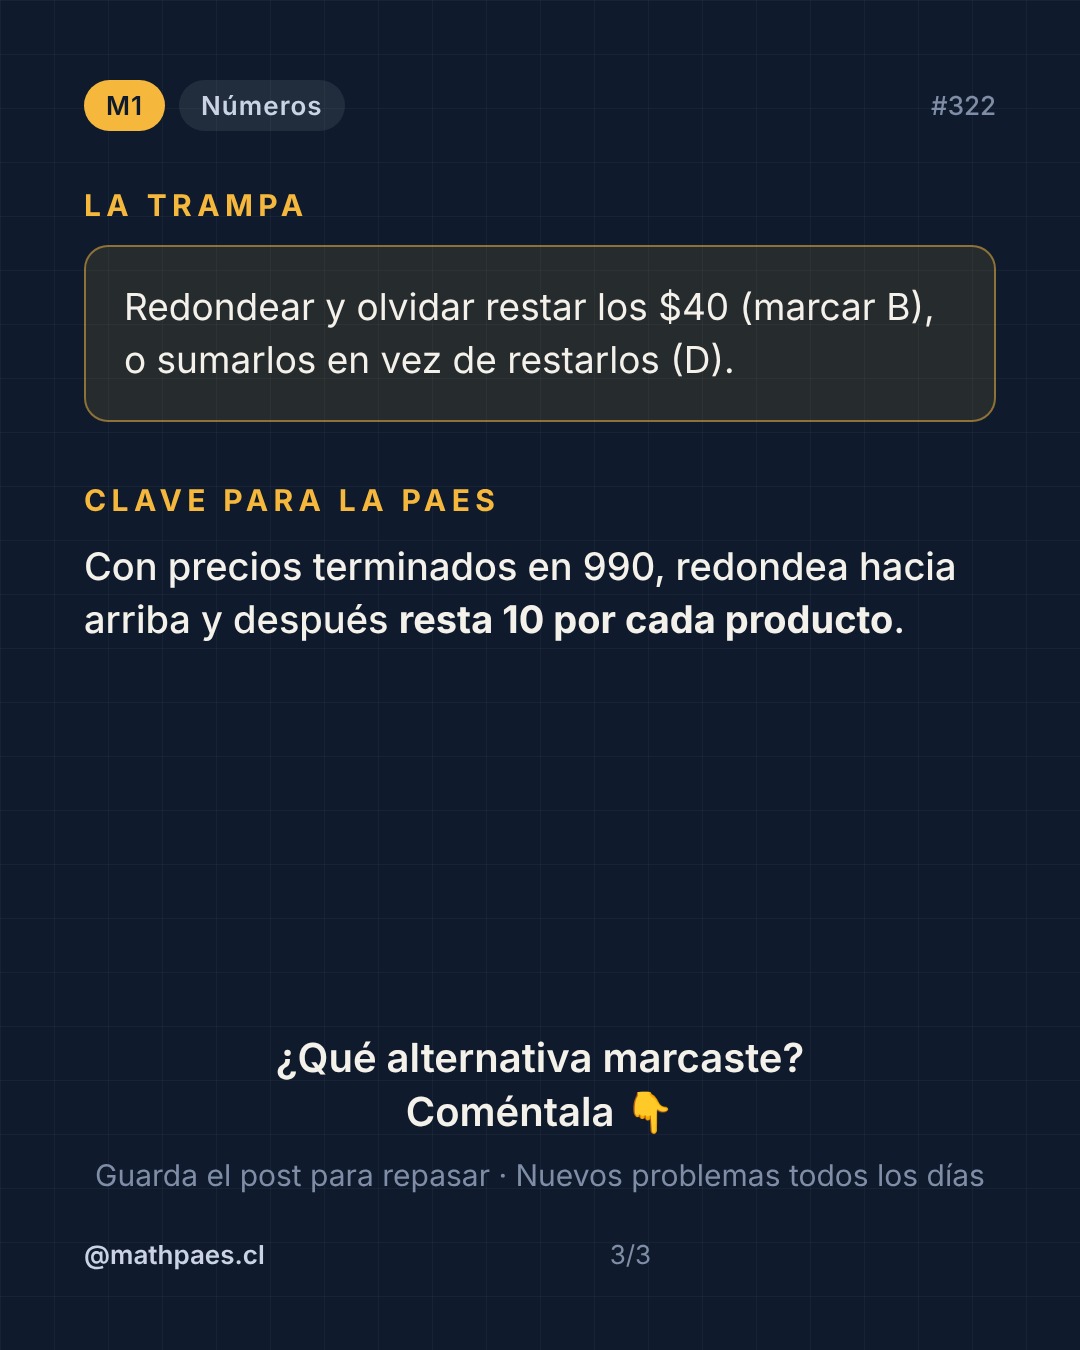 M1 Números #322
LA TRAMPA
Redondear y olvidar restar los $40 (marcar B),
o sumarlos en vez de restarlos (D).
CLAVE PARA LA PAES
Con precios terminados en 990, redondea hacia
arriba y después resta 10 por cada producto.
¿Qué alternativa marcaste?
Coméntala 👇
Guarda el post para repasar · Nuevos problemas todos los días
@mathpaes.cl 3/3